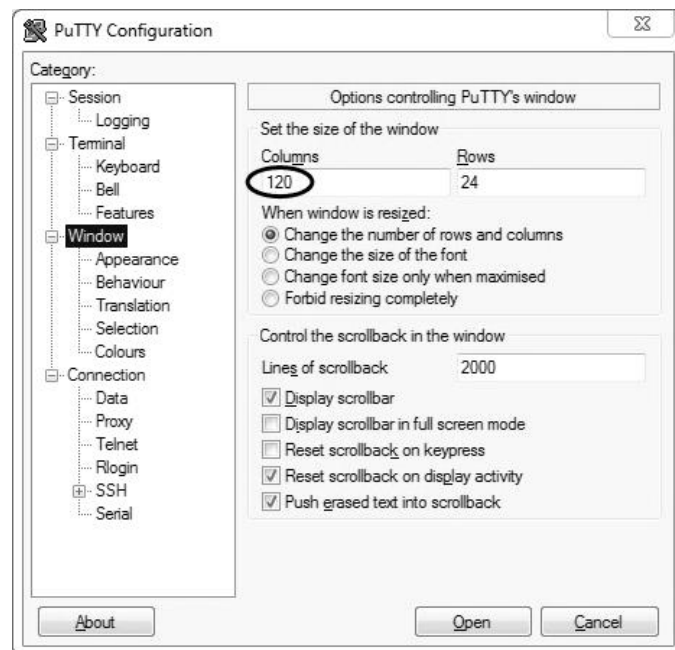 PuTTY Configuration
Category:
Session
Logging
Terminal
Keyboard
Bell
Features
Window
Appearance
Behaviour
Translation
Selection
Colours
Connection
Data
Proxy
Telnet
Rlogin
SSH
Serial
Options controlling PuTTY's window
Set the size of the window
Columns Rows
120 24
When window is resized:
Change the number of rows and columns
Change the size of the font
Change font size only when maximised
Forbid resizing completely
Control the scrollback in the window
Lines of scrollback 2000
Display scrollbar
Display scrollbar in full screen mode
Reset scrollback on keypress
Reset scrollback on display activity
Push erased text into scrollback
About Open Cancel